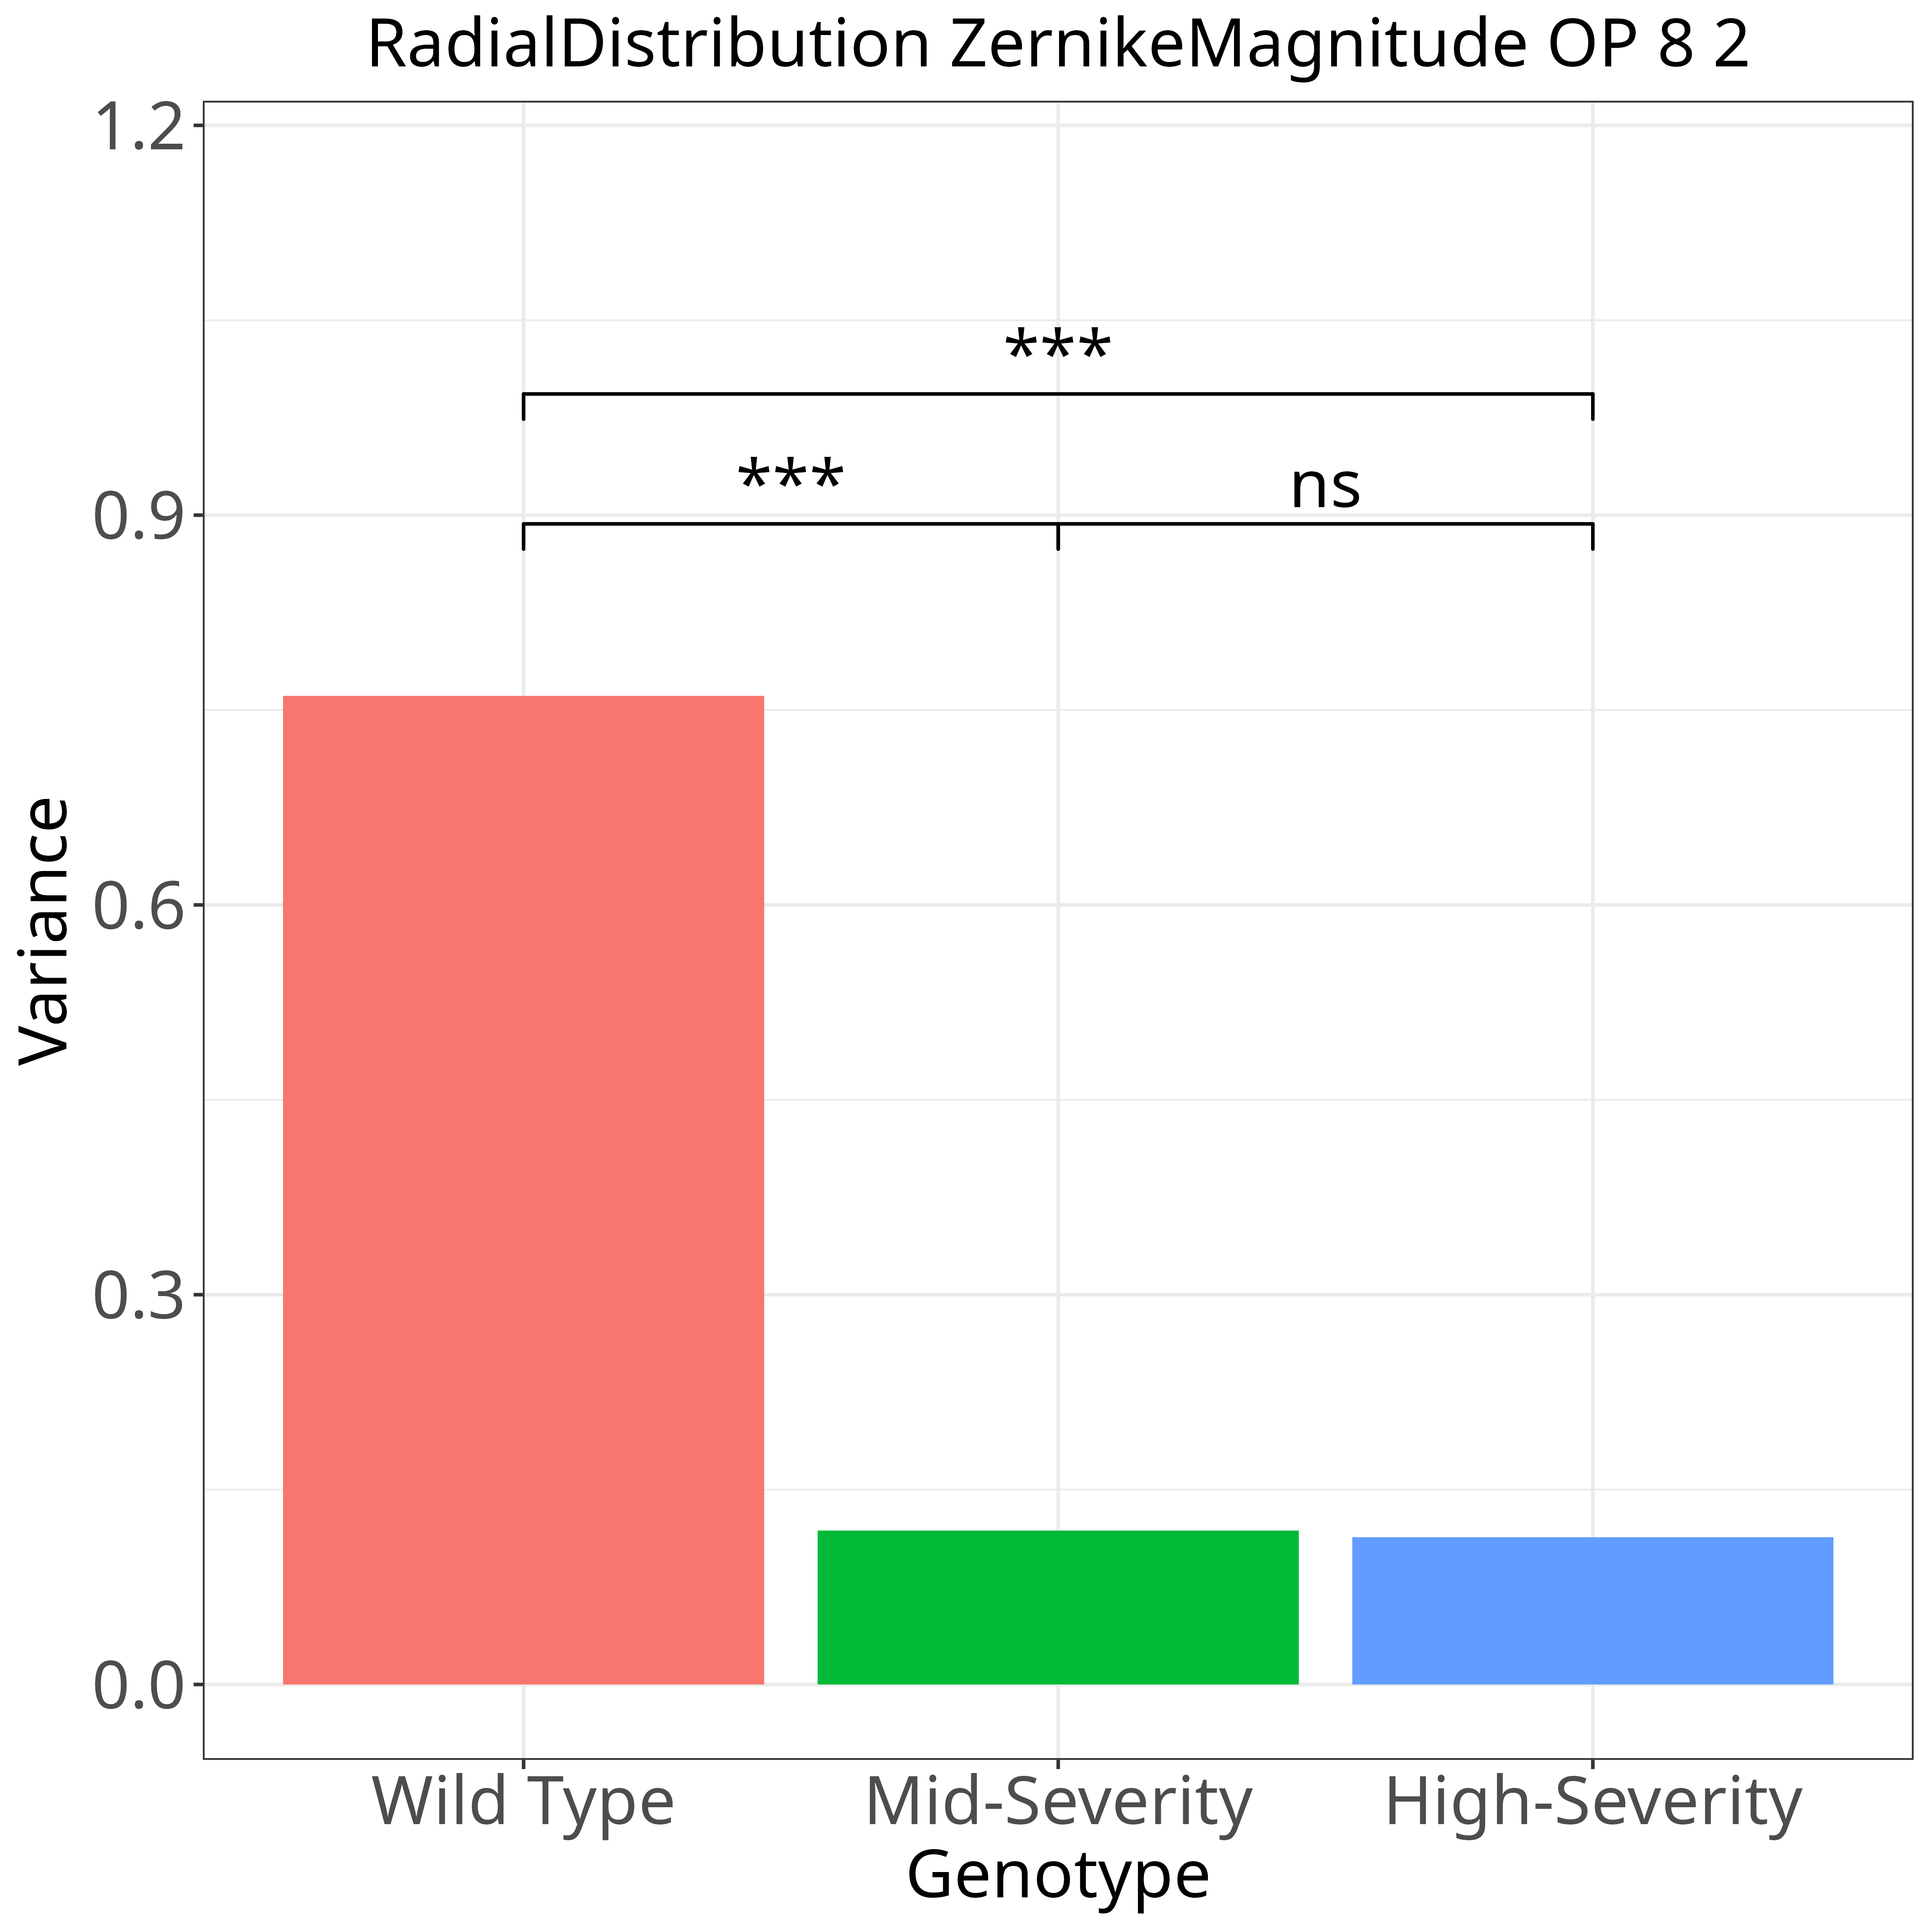 RadialDistribution ZernikeMagnitude OP 8 2
1.2
***
*** ns
0.9
0.6
0.3
0.0
Variance
Wild Type Mid-Severity High-Severity
Genotype